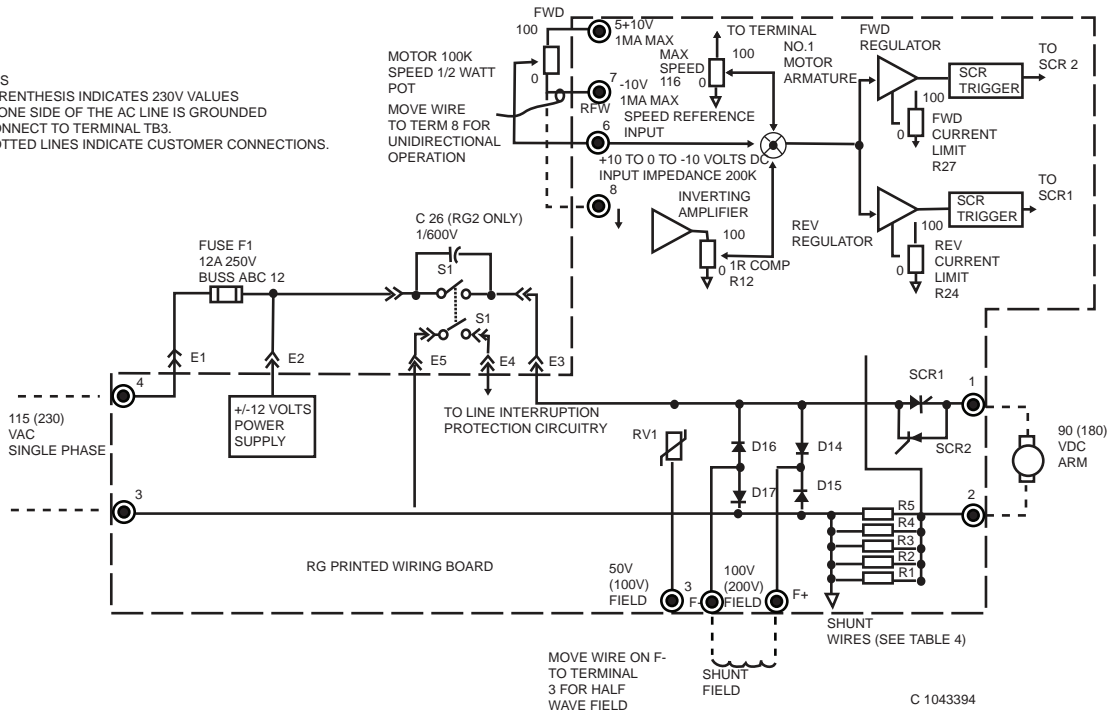 S
RENTHESIS INDICATES 230V VALUES
ONE SIDE OF THE AC LINE IS GROUNDED
ONNECT TO TERMINAL TB3.
OTTED LINES INDICATE CUSTOMER CONNECTIONS.
FWD
100
0
MOTOR 100K
SPEED 1/2 WATT
POT
MOVE WIRE
TO TERM 8 FOR
UNIDIRECTIONAL
OPERATION
5+10V
1MA MAX
7
-10V
1MA MAX
RFW
SPEED REFERENCE
INPUT
6
+10 TO 0 TO -10 VOLTS DC
INPUT IMPEDANCE 200K
8
TO TERMINAL
NO.1
MOTOR
ARMATURE
MAX
SPEED
116
100
0
INVERTING
AMPLIFIER
100
0
1R COMP
R12
FWD
REGULATOR
SCR
TRIGGER
TO
SCR 2
100
0
FWD
CURRENT
LIMIT
R27
REV
REGULATOR
SCR
TRIGGER
TO
SCR1
100
0
REV
CURRENT
LIMIT
R24
C 26 (RG2 ONLY)
1/600V
S1
S1
FUSE F1
12A 250V
BUSS ABC 12
E1
E2
E5
E4
E3
4
115 (230)
VAC
SINGLE PHASE
3
+/-12 VOLTS
POWER
SUPPLY
TO LINE INTERRUPTION
PROTECTION CIRCUITRY
RV1
D16
D17
D14
D15
SCR1
SCR2
1
90 (180)
VDC
ARM
2
R5
R4
R3
R2
R1
RG PRINTED WIRING BOARD
50V
(100V)
FIELD
3
F-
100V
(200V)
FIELD
F+
SHUNT
WIRES (SEE TABLE 4)
MOVE WIRE ON F-
TO TERMINAL
3 FOR HALF
WAVE FIELD
SHUNT
FIELD
C 1043394